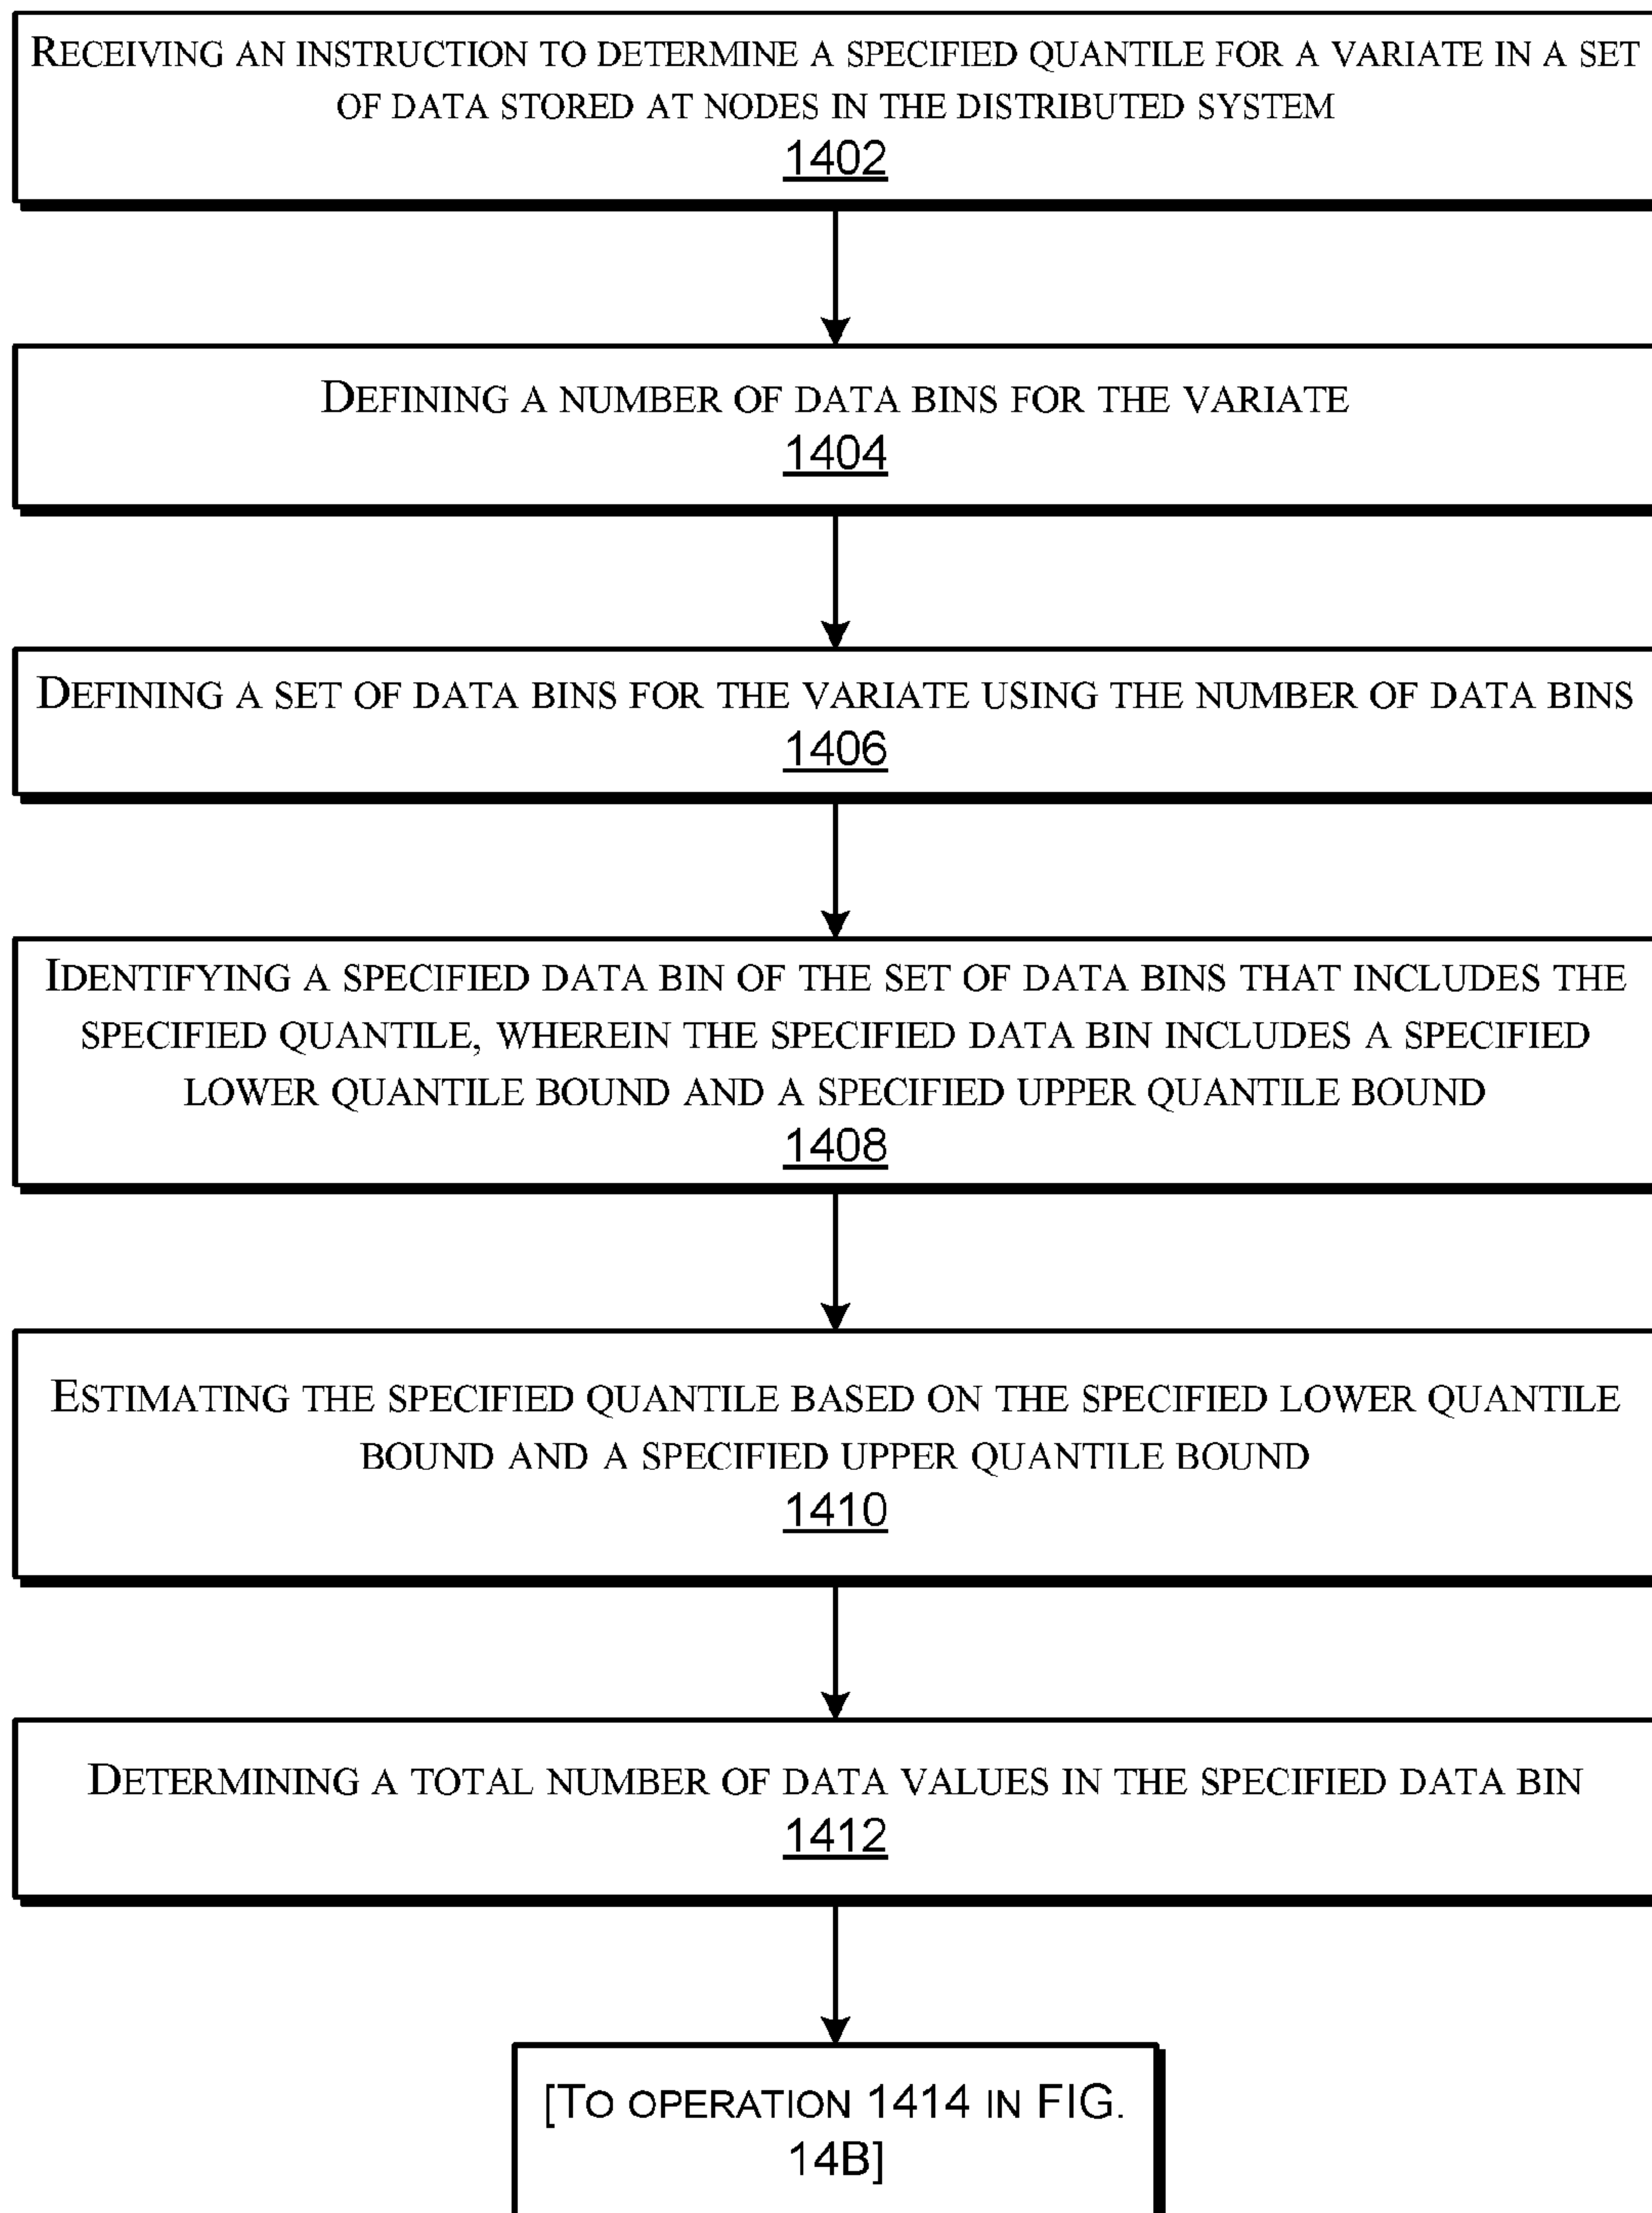 RECEIVING AN INSTRUCTION TO DETERMINE A SPECIFIED QUANTILE FOR A VARIATE IN A SET
OF DATA STORED AT NODES IN THE DISTRIBUTED SYSTEM
1402
DEFINING A NUMBER OF DATA BINS FOR THE VARIATE
1404
DEFINING A SET OF DATA BINS FOR THE VARIATE USING THE NUMBER OF DATA BINS
1406
IDENTIFYING A SPECIFIED DATA BIN OF THE SET OF DATA BINS THAT INCLUDES THE
SPECIFIED QUANTILE, WHEREIN THE SPECIFIED DATA BIN INCLUDES A SPECIFIED
LOWER QUANTILE BOUND AND A SPECIFIED UPPER QUANTILE BOUND
1408
ESTIMATING THE SPECIFIED QUANTILE BASED ON THE SPECIFIED LOWER QUANTILE
BOUND AND A SPECIFIED UPPER QUANTILE BOUND
1410
DETERMINING A TOTAL NUMBER OF DATA VALUES IN THE SPECIFIED DATA BIN
1412
[TO OPERATION 1414 IN FIG.
14B]